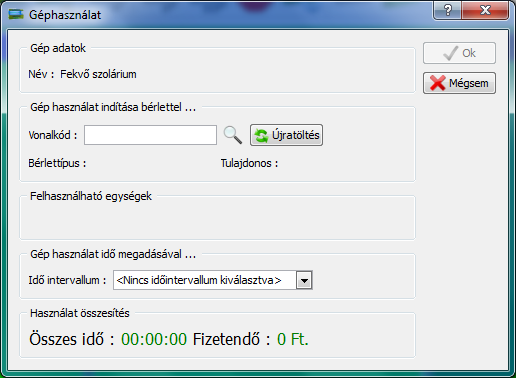 Géphasználat
Ok
Mégsem
Gép adatok
Név : Fekvő szolárium
Gép használat indítása bérlettel ...
Vonalkód : Újratöltés
Bérlettípus : Tulajdonos :
Felhasználható egységek
Gép használat idő megadásával ...
Idő intervallum : <Nincs időintervallum kiválasztva>
Használat összesítés
Összes idő : 00:00:00 Fizetendő : 0 Ft.